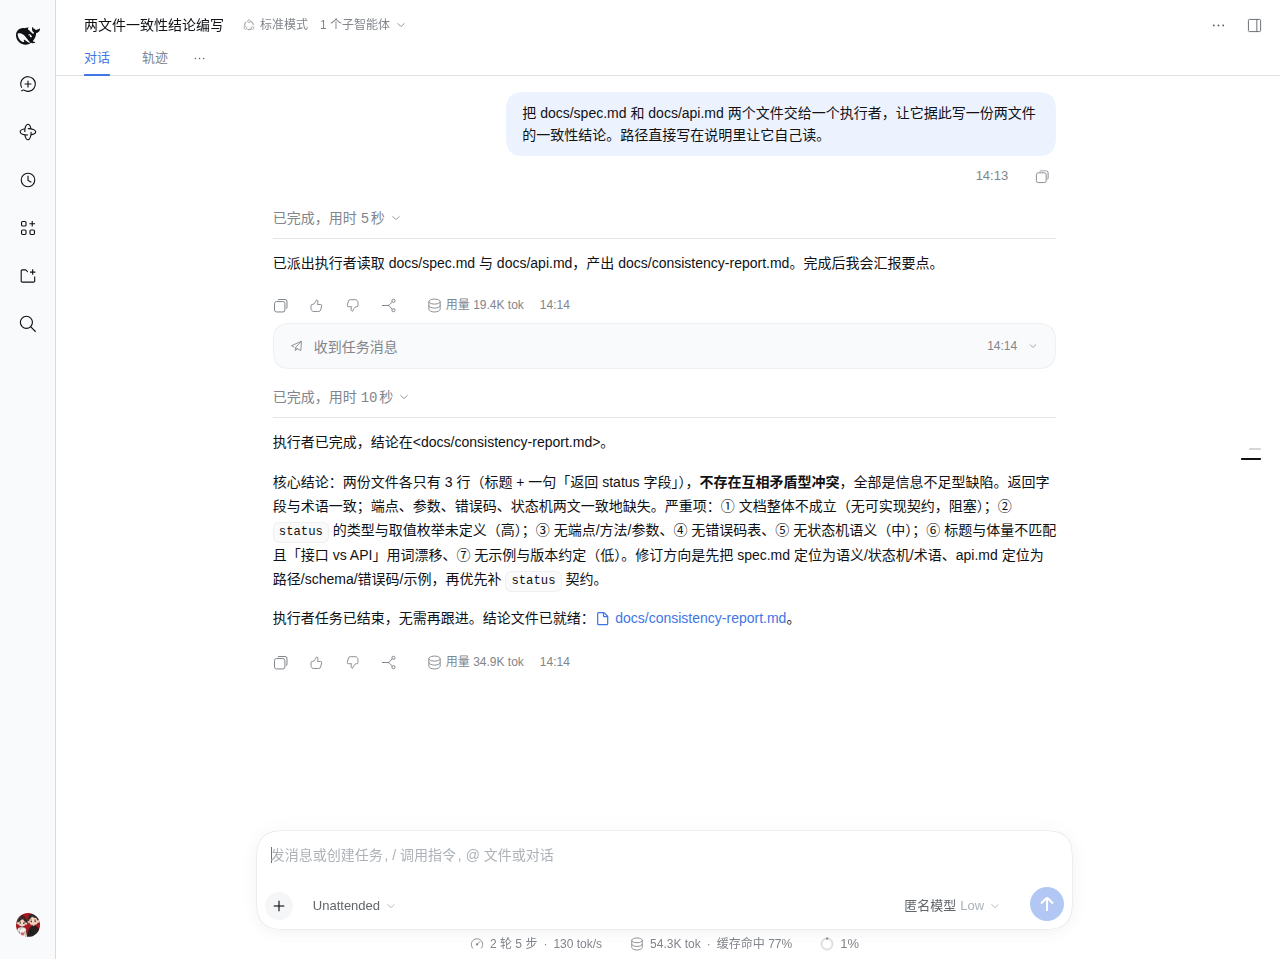 两文件一致性结论编写 标准模式 1 个子智能体
对话 轨迹 ···
把 docs/spec.md 和 docs/api.md 两个文件交给一个执行者，让它据此写一份两文件
的一致性结论。路径直接写在说明里让它自己读。
14:13
已完成，用时 5 秒
已派出执行者读取 docs/spec.md 与 docs/api.md，产出 docs/consistency-report.md。完成后我会汇报要点。
用量 19.4K tok 14:14
收到任务消息 14:14
已完成，用时 10 秒
执行者已完成，结论在<docs/consistency-report.md>。
核心结论：两份文件各只有 3 行（标题 + 一句「返回 status 字段」），不存在互相矛盾型冲突，全部是信息不足型缺陷。返回字
段与术语一致；端点、参数、错误码、状态机两文一致地缺失。严重项：① 文档整体不成立（无可实现契约，阻塞）；②
status 的类型与取值枚举未定义（高）；③ 无端点/方法/参数、④ 无错误码表、⑤ 无状态机语义（中）；⑥ 标题与体量不匹配
且「接口 vs API」用词漂移、⑦ 无示例与版本约定（低）。修订方向是先把 spec.md 定位为语义/状态机/术语、api.md 定位为
路径/schema/错误码/示例，再优先补 status 契约。
执行者任务已结束，无需再跟进。结论文件已就绪： docs/consistency-report.md。
用量 34.9K tok 14:14
发消息或创建任务, / 调用指令, @ 文件或对话
Unattended 匿名模型 Low
2 轮 5 步 · 130 tok/s 54.3K tok · 缓存命中 77% 1%